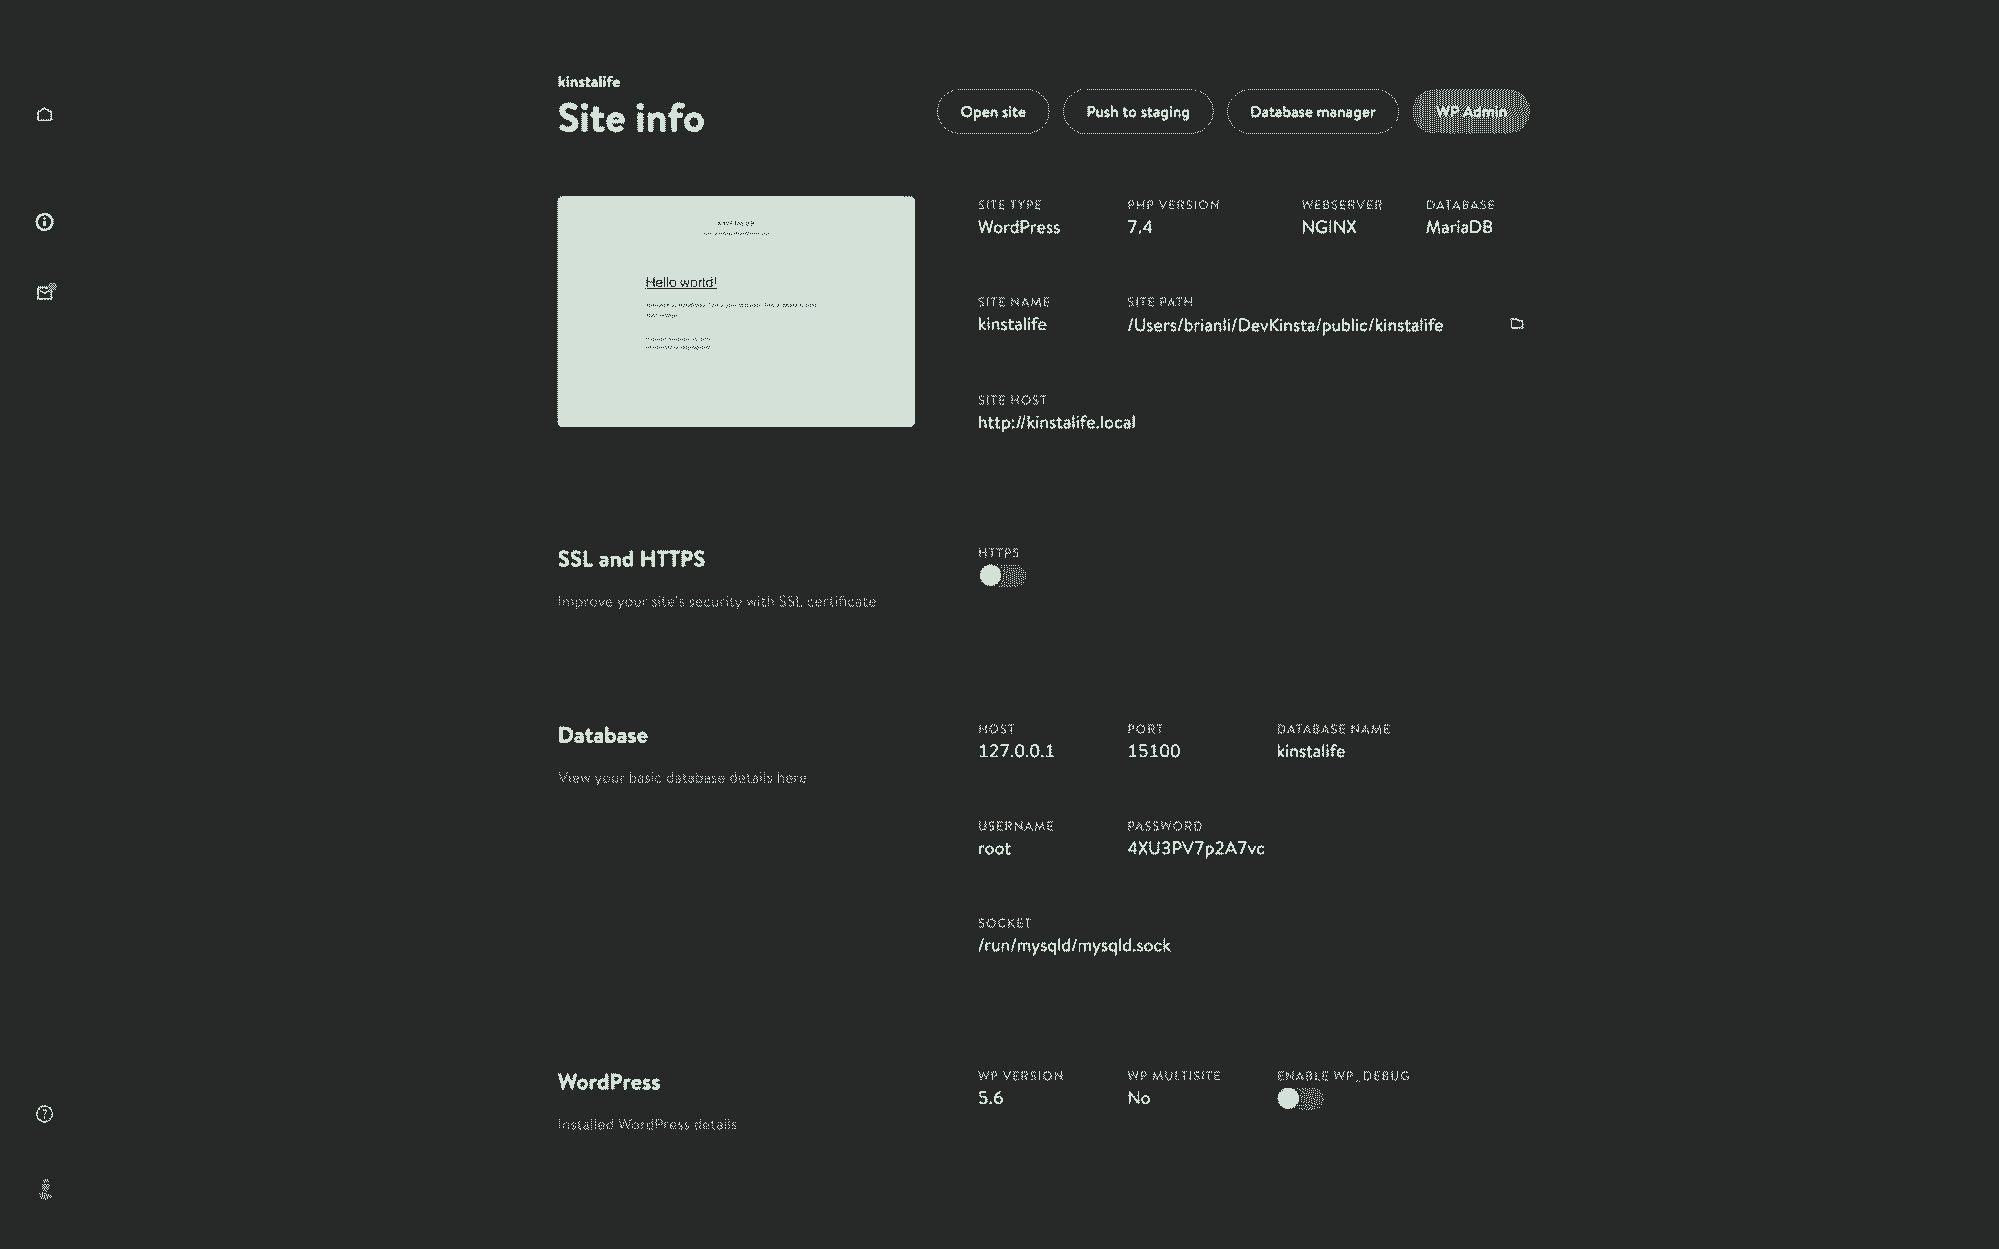 kinstalife
Site info
Open site
Push to staging
Database manager
WP Admin
Hello world!
SITE TYPE
WordPress
PHP VERSION
7.4
WEBSERVER
NGINX
DATABASE
MariaDB
SITE NAME
kinstalife
SITE PATH
/Users/brianli/DevKinsta/public/kinstalife
SITE HOST
http://kinstalife.local
SSL and HTTPS
Improve your site's security with SSL certificate
HTTPS
Database
View your basic database details here
HOST
127.0.0.1
PORT
15100
DATABASE NAME
kinstalife
USERNAME
root
PASSWORD
4XU3PV7p2A7vc
SOCKET
/run/mysqld/mysqld.sock
WordPress
Installed WordPress details
WP VERSION
5.6
WP MULTISITE
No
ENABLE WP_DEBUG